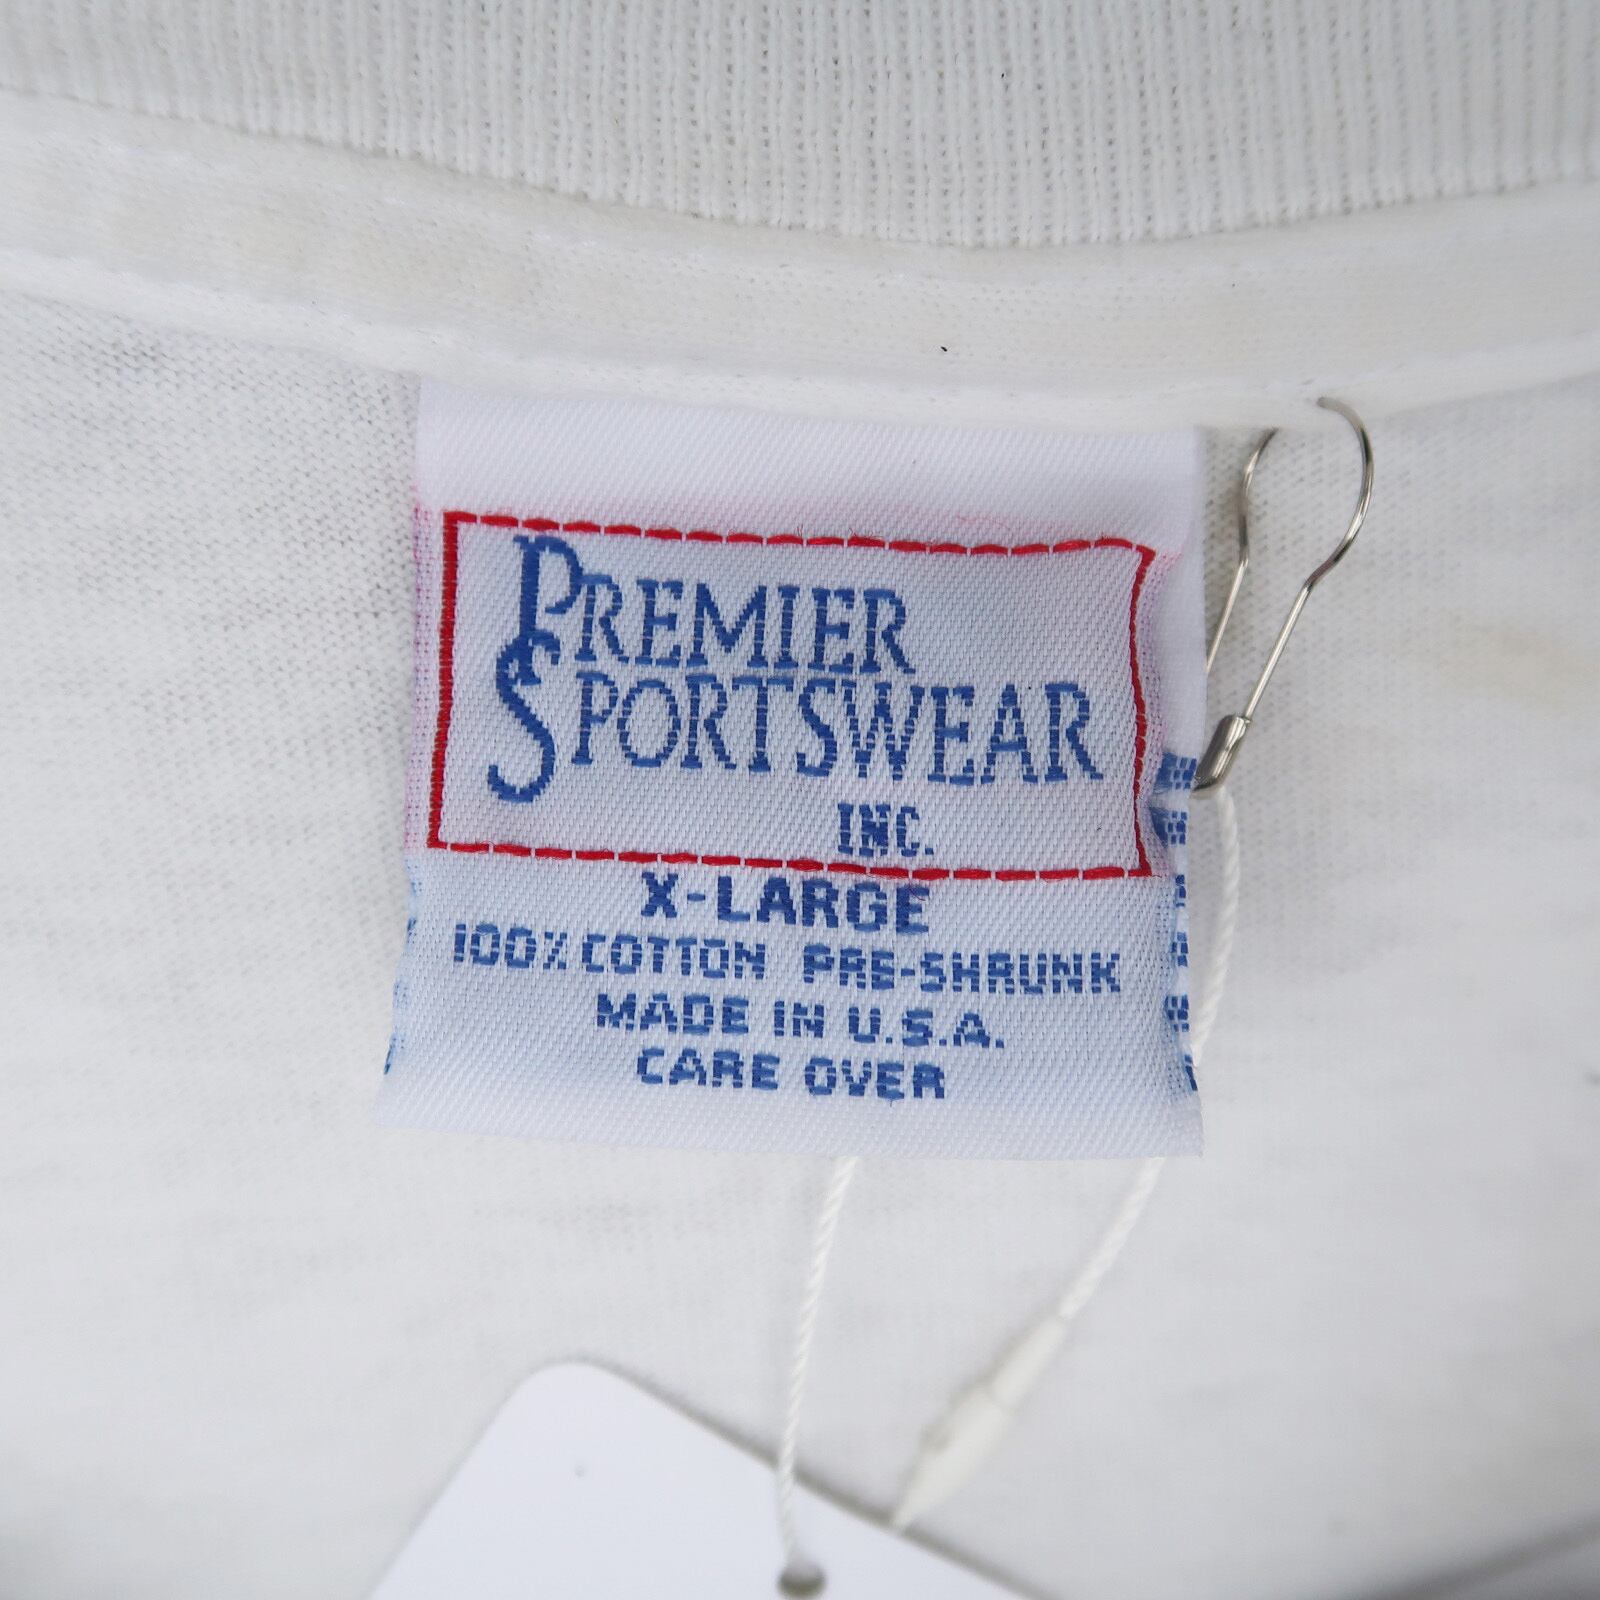 PREMIER
SPORTSWEAR
INC.
X-LARGE
100% COTTON PRE-SHRUNK
MADE IN U.S.A.
CARE OVER